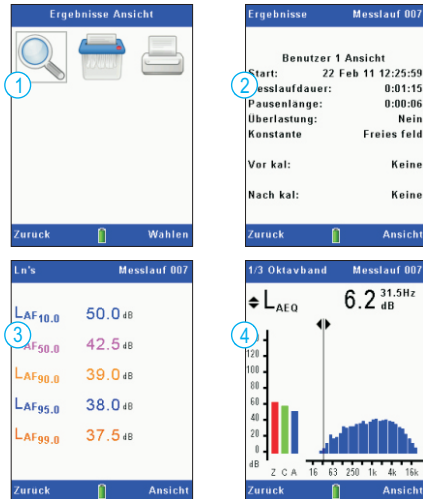 Ergebnisse Ansicht
1
Zuruck Wahlen
Ergebnisse Messlauf 007
Benutzer 1 Ansicht
Start: 22 Feb 11 12:25:59
2
Messlaufdauer: 0:01:15
Pausenlänge: 0:00:06
Überlastung: Nein
Konstante Freies feld
Vor kal: Keine
Nach kal: Keine
Zuruck Ansicht
Ln's Messlauf 007
LAF10.0 50.0 dB
3
LAF50.0 42.5 dB
LAF90.0 39.0 dB
LAF95.0 38.0 dB
LAF99.0 37.5 dB
Zuruck Ansicht
1/3 Oktavband Messlauf 007
LAEQ 6.2 31.5Hz dB
4
120
100
80
60
40
20
0
dB Z C A 16 63 250 1k 4k 16k
Zuruck Ansicht